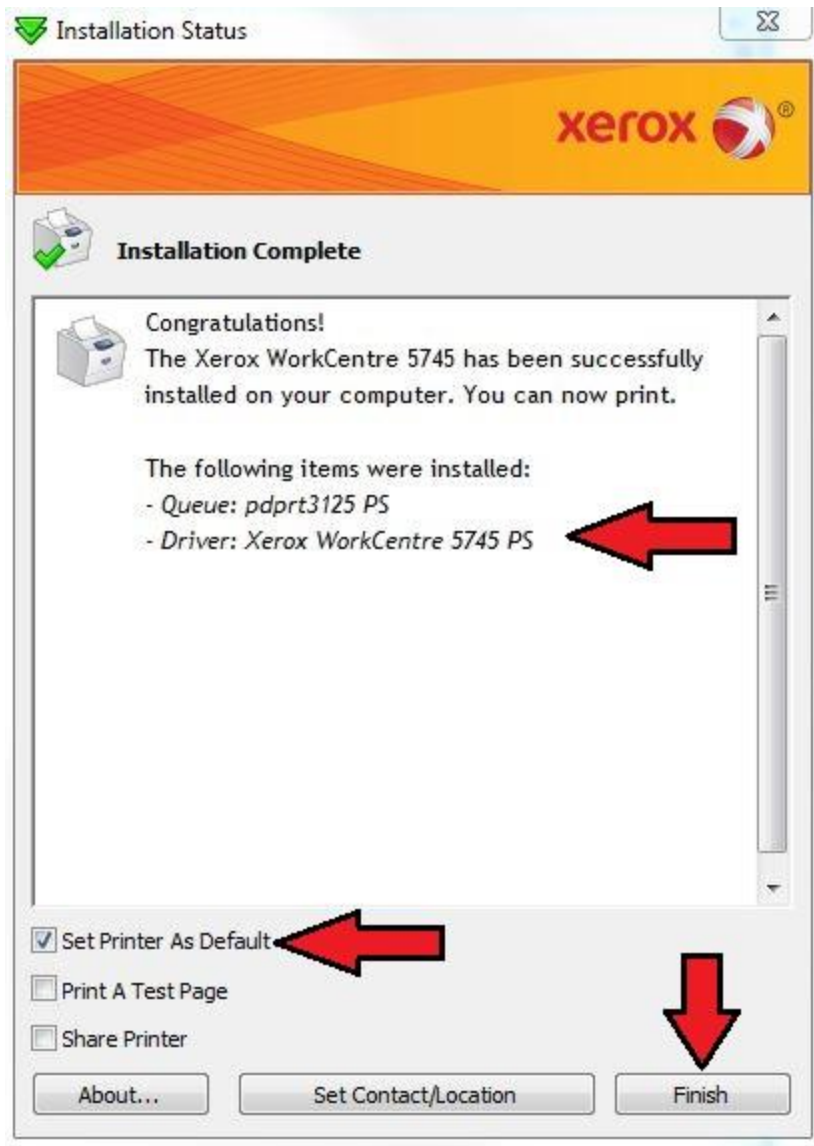 Installation Status
xerox ®
Installation Complete
Congratulations!
The Xerox WorkCentre 5745 has been successfully
installed on your computer. You can now print.
The following items were installed:
- Queue: pdprt3125 PS
- Driver: Xerox WorkCentre 5745 PS
Set Printer As Default
Print A Test Page
Share Printer
About... Set Contact/Location Finish